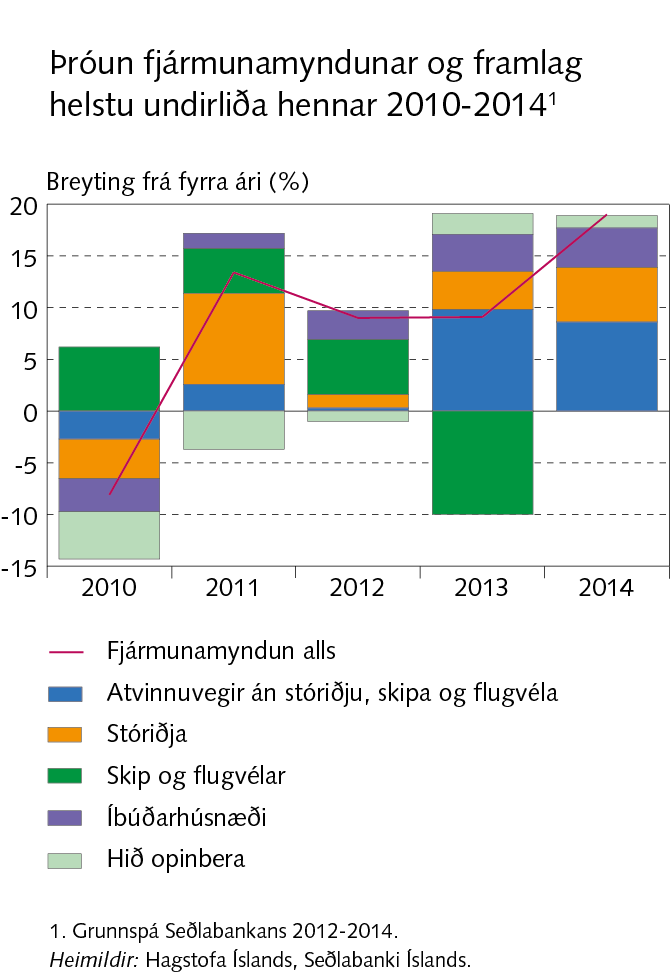 Þróun fjármunamyndunar og framlag
helstu undirliða hennar 2010-2014¹
Breyting frá fyrra ári (%)
20
15
10
5
0
-5
-10
-15
2010 2011 2012 2013 2014
Fjármunamyndun alls
Atvinnuvegir án stóriðju, skipa og flugvéla
Stóriðja
Skip og flugvélar
Íbúðarhúsnæði
Hið opinbera
1. Grunnspá Seðlabankans 2012-2014.
Heimildir: Hagstofa Íslands, Seðlabanki Íslands.